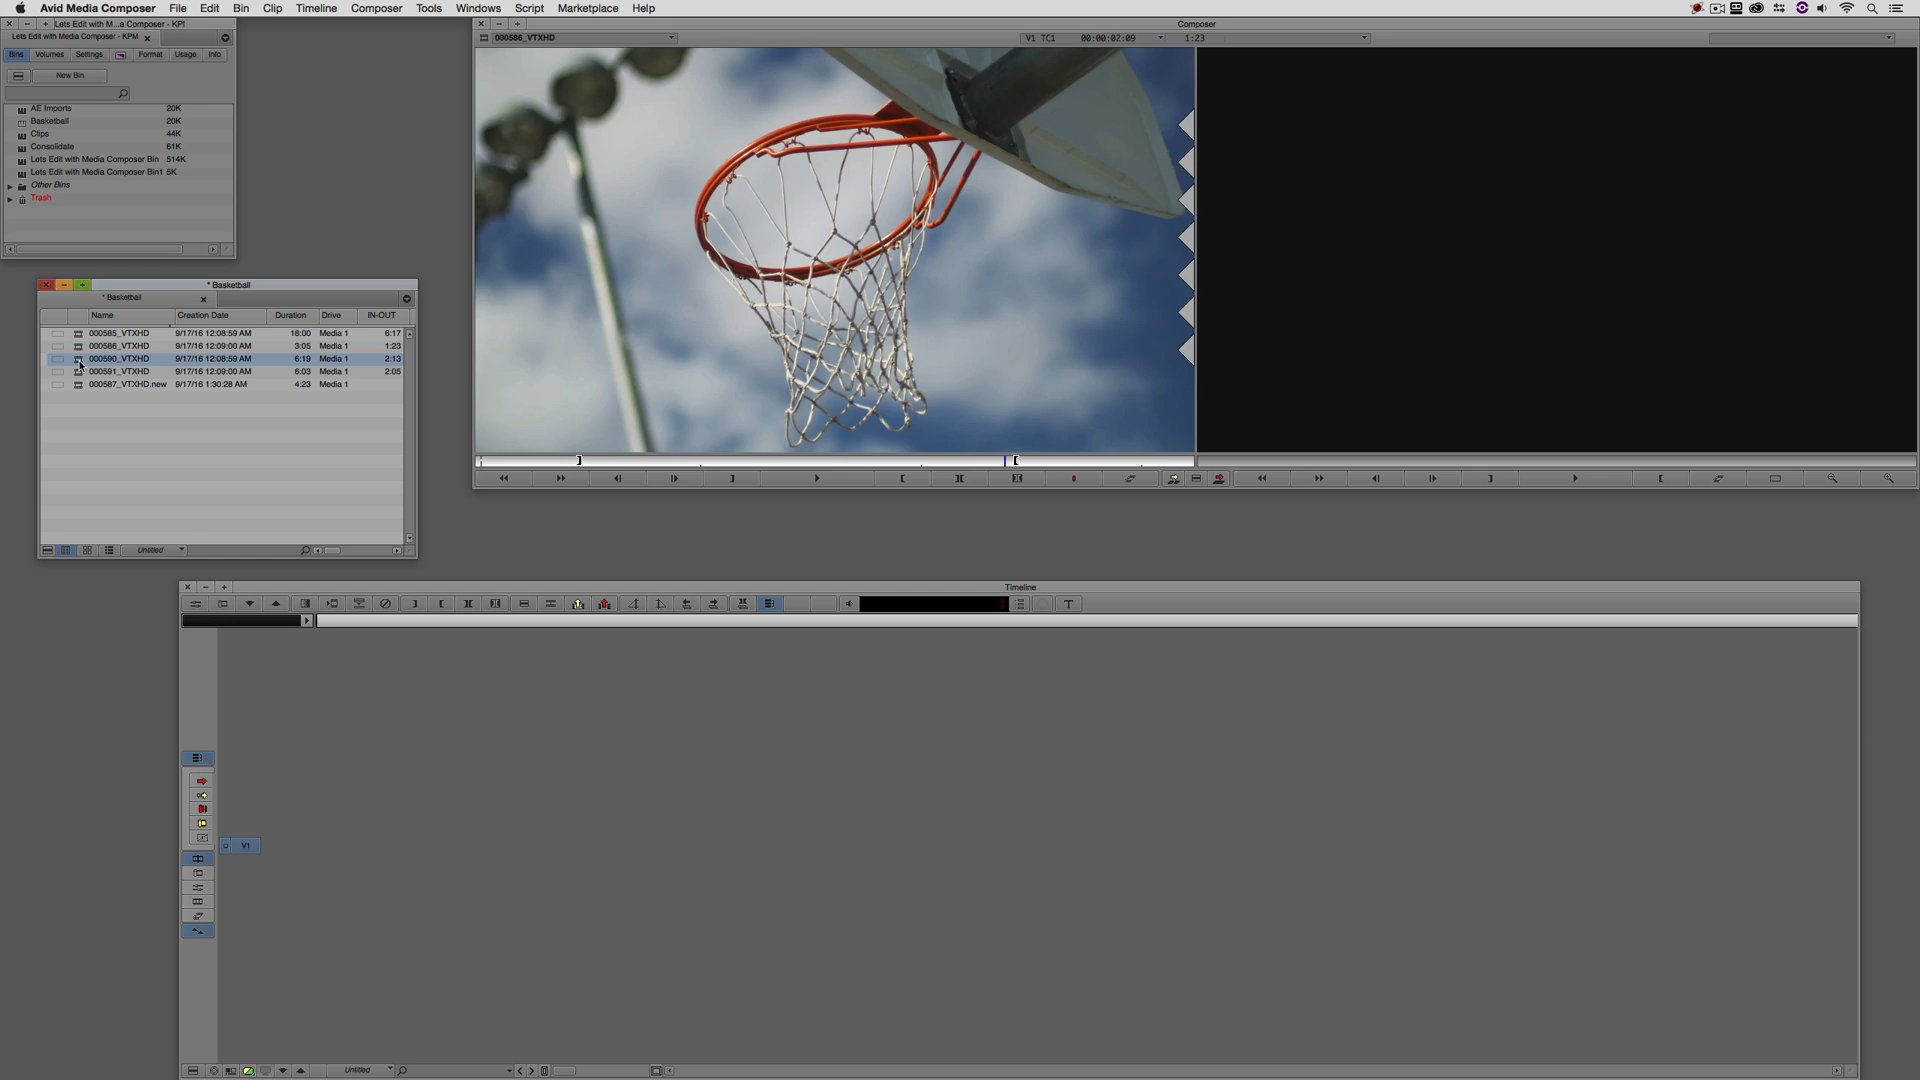 Avid Media Composer File Edit Bin Clip Timeline Composer Tools Windows Script Marketplace Help
Lets Edit with M...a Composer - KPI
Lets Edit with Media Composer - KPM
Bins Volumes Settings Format Usage Info
New Bin
AE Imports 20K
Basketball 20K
Clips 44K
Consolidate 61K
Lets Edit with Media Composer Bin 514K
Lets Edit with Media Composer Bin1 5K
Other Bins
Trash
Composer
000586_VTXHD V1 TC1 00:00:02:09 1:23
* Basketball
* Basketball
Name Creation Date Duration Drive IN-OUT
000585_VTXHD 9/17/16 12:08:59 AM 18:00 Media 1 6:17
000586_VTXHD 9/17/16 12:09:00 AM 3:05 Media 1 1:23
000590_VTXHD 9/17/16 12:08:59 AM 6:19 Media 1 2:13
000591_VTXHD 9/17/16 12:09:00 AM 6:03 Media 1 2:05
000587_VTXHD.new 9/17/16 1:30:28 AM 4:23 Media 1
Untitled
Timeline
T
V1
Untitled